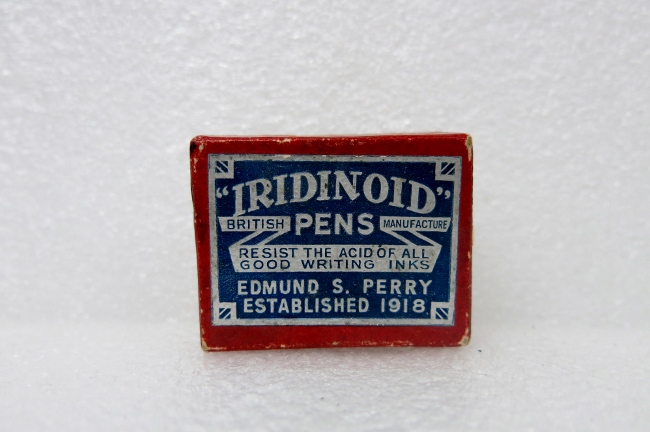 "IRIDINOID"
BRITISH PENS MANUFACTURE
RESIST THE ACID OF ALL
GOOD WRITING INKS
EDMUND S. PERRY
ESTABLISHED 1918